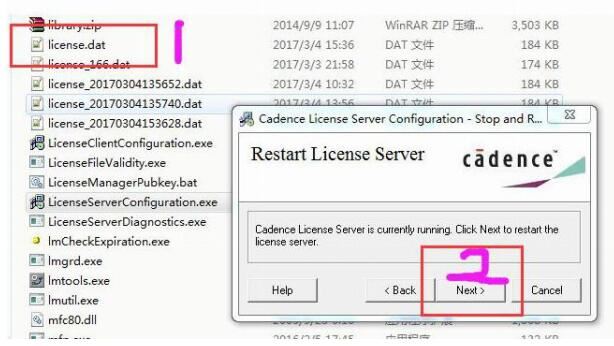 library.zip 2014/9/9 11:07 WinRAR ZIP 压缩... 3,503 KB
license.dat 2017/3/4 15:36 DAT 文件 184 KB
license_166.dat 2017/3/3 21:58 DAT 文件 174 KB
license_20170304135652.dat 2017/3/4 10:32 DAT 文件 184 KB
license_20170304135740.dat 2017/3/4 13:56 DAT 文件 184 KB
license_20170304153628.dat
LicenseClientConfiguration.exe
LicenseFileValidity.exe
LicenseManagerPubkey.bat
LicenseServerConfiguration.exe
LicenseServerDiagnostics.exe
lmCheckExpiration.exe
lmgrd.exe
lmtools.exe
lmutil.exe
mfc80.dll
1
Cadence License Server Configuration - Stop and R...
Restart License Server
cādence
Cadence License Server is currently running. Click Next to restart the
license server.
2
Help < Back Next > Cancel